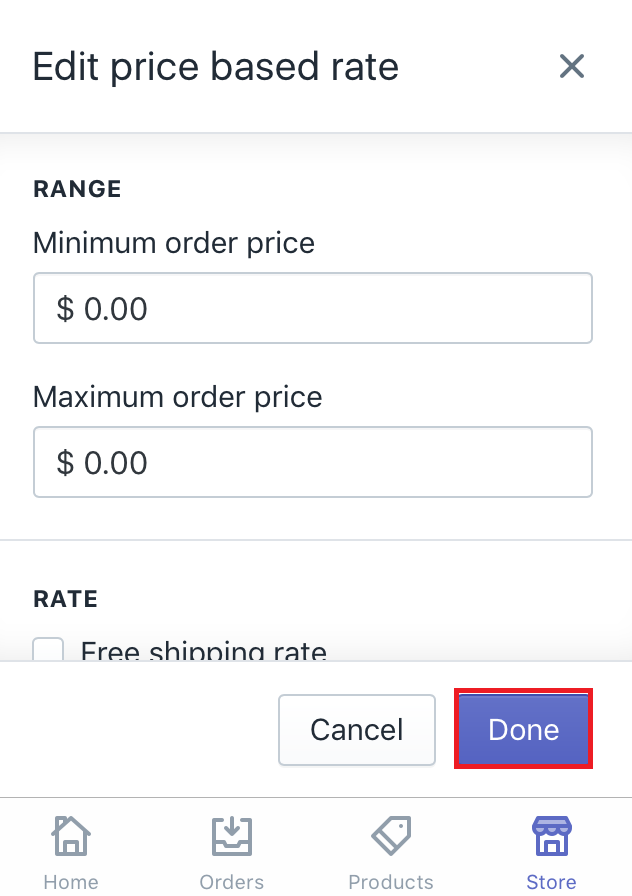 Edit price based rate
RANGE
Minimum order price
$ 0.00
Maximum order price
$ 0.00
RATE
Free shipping rate
Cancel Done
Home Orders Products Store